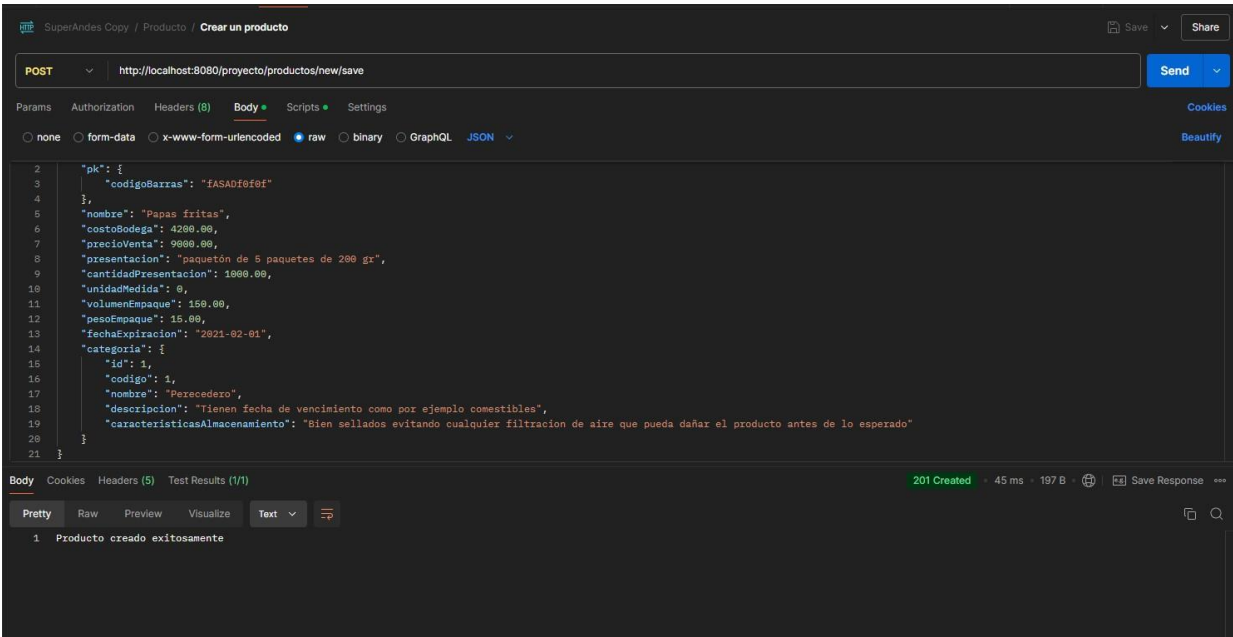 HTTP SuperAndes Copy / Producto / Crear un producto Save Share
POST http://localhost:8080/proyecto/productos/new/save Send
Params Authorization Headers (8) Body Scripts Settings Cookies
none form-data x-www-form-urlencoded raw binary GraphQL JSON Beautify
2 "pk": {
3 "codigoBarras": "fASADf0f0f"
4 },
5 "nombre": "Papas fritas",
6 "costoBodega": 4200.00,
7 "precioVenta": 9000.00,
8 "presentacion": "paquetón de 5 paquetes de 200 gr",
9 "cantidadPresentacion": 1000.00,
10 "unidadMedida": 0,
11 "volumenEmpaque": 150.00,
12 "pesoEmpaque": 15.00,
13 "fechaExpiracion": "2021-02-01",
14 "categoria": {
15 "id": 1,
16 "codigo": 1,
17 "nombre": "Perecedero",
18 "descripcion": "Tienen fecha de vencimiento como por ejemplo comestibles",
19 "caracteristicasAlmacenamiento": "Bien sellados evitando cualquier filtracion de aire que pueda dañar el producto antes de lo esperado"
20 }
21 }
Body Cookies Headers (5) Test Results (1/1) 201 Created 45 ms 197 B e.g. Save Response
Pretty Raw Preview Visualize Text
1 Producto creado exitosamente